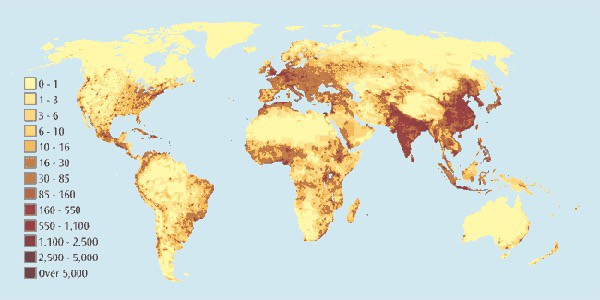 0 - 1
1 - 3
3 - 6
6 - 10
10 - 16
16 - 30
30 - 85
85 - 160
160 - 550
550 - 1,100
1,100 - 2,500
2,500 - 5,000
Over 5,000